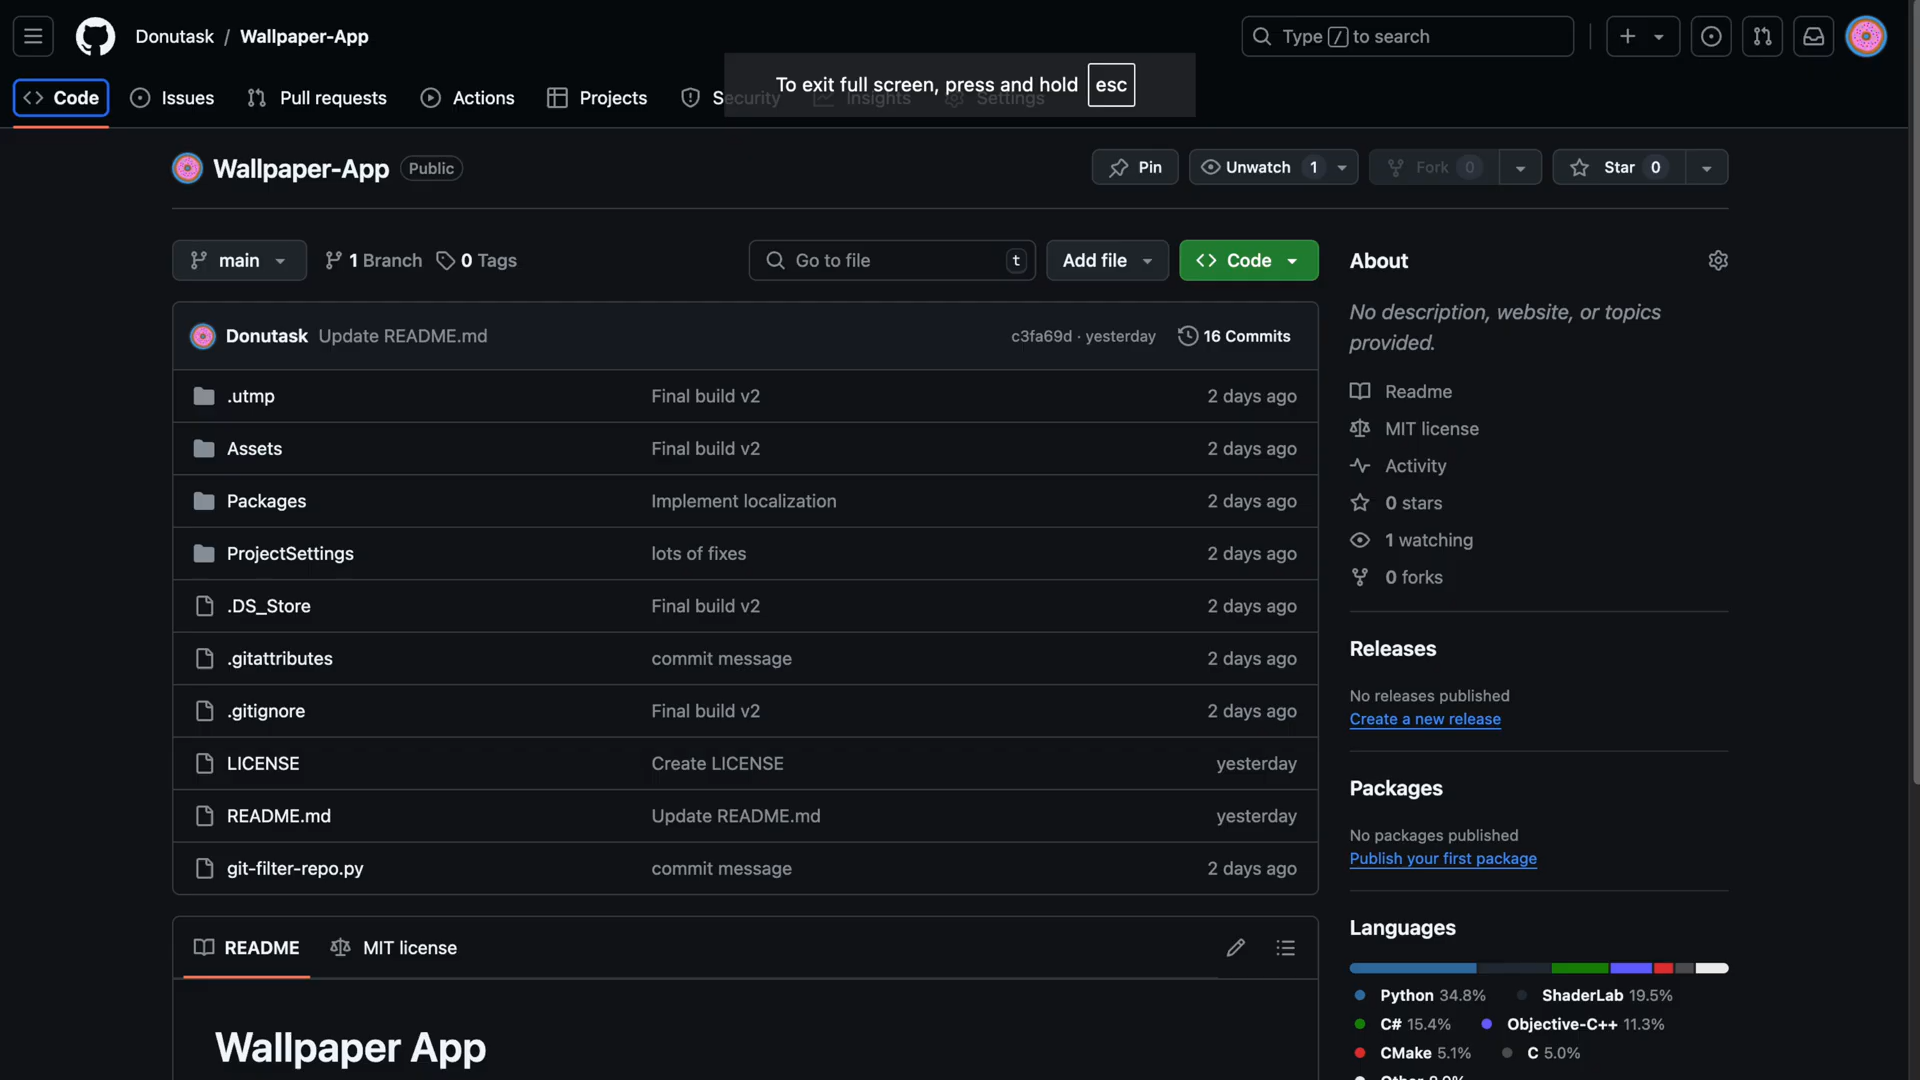 Donutask / Wallpaper-App
Type / to search
Code
Issues
Pull requests
Actions
Projects
Security
Insights
Settings
To exit full screen, press and hold esc
Wallpaper-App Public
Pin
Unwatch 1
Fork 0
Star 0
main
1 Branch
0 Tags
Go to file t
Add file
Code
Donutask Update README.md c3fa69d · yesterday 16 Commits
.utmp Final build v2 2 days ago
Assets Final build v2 2 days ago
Packages Implement localization 2 days ago
ProjectSettings lots of fixes 2 days ago
.DS_Store Final build v2 2 days ago
.gitattributes commit message 2 days ago
.gitignore Final build v2 2 days ago
LICENSE Create LICENSE yesterday
README.md Update README.md yesterday
git-filter-repo.py commit message 2 days ago
README
MIT license
Wallpaper App
About
No description, website, or topics
provided.
Readme
MIT license
Activity
0 stars
1 watching
0 forks
Releases
No releases published
Create a new release
Packages
No packages published
Publish your first package
Languages
Python 34.8% ShaderLab 19.5%
C# 15.4% Objective-C++ 11.3%
CMake 5.1% C 5.0%